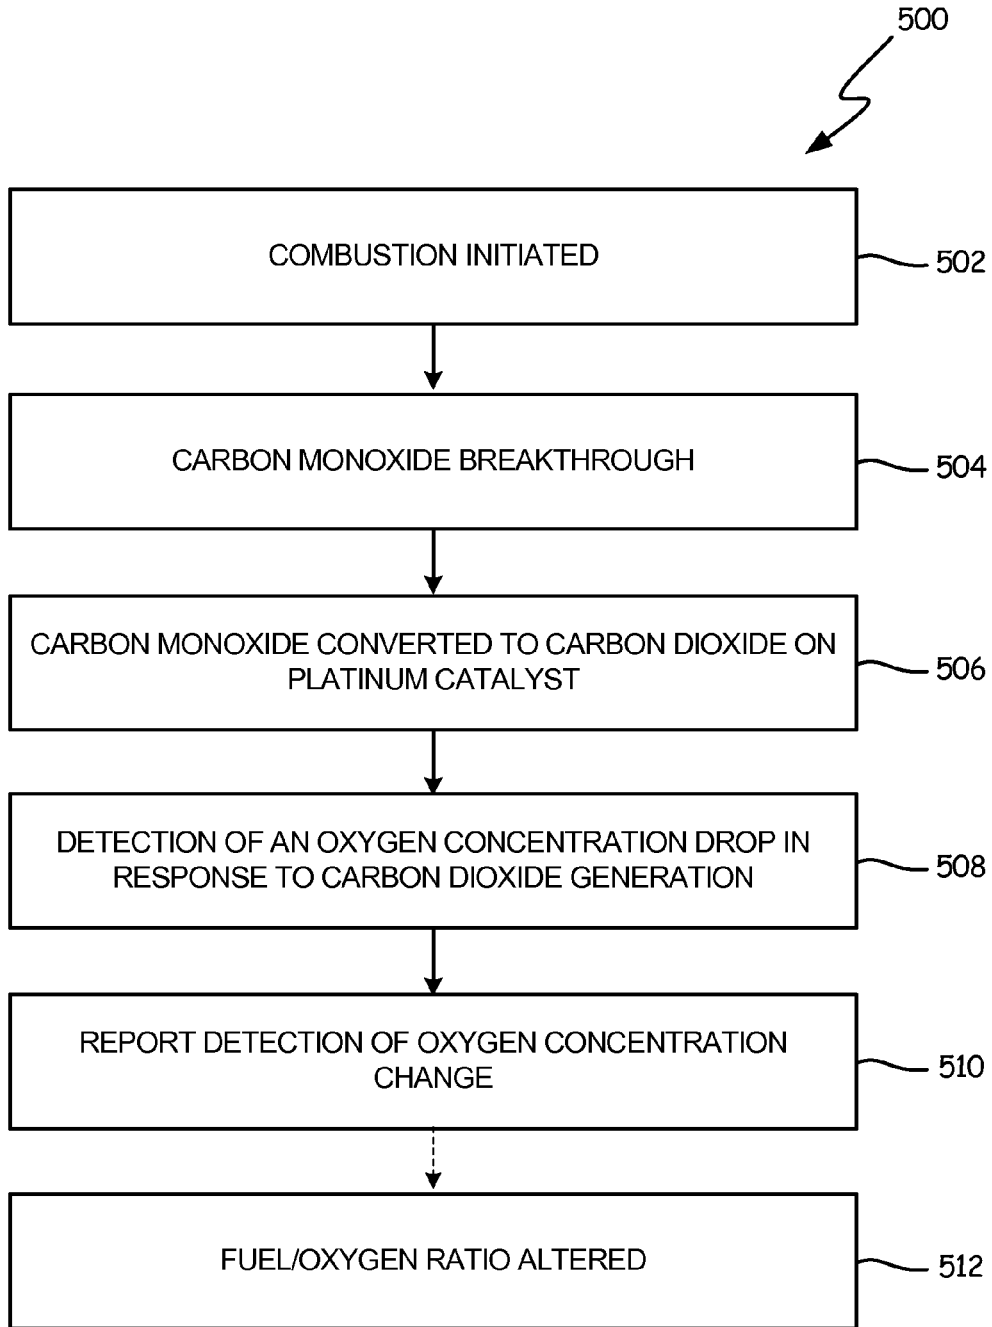 500
COMBUSTION INITIATED
502
CARBON MONOXIDE BREAKTHROUGH
504
CARBON MONOXIDE CONVERTED TO CARBON DIOXIDE ON
PLATINUM CATALYST
506
DETECTION OF AN OXYGEN CONCENTRATION DROP IN
RESPONSE TO CARBON DIOXIDE GENERATION
508
REPORT DETECTION OF OXYGEN CONCENTRATION
CHANGE
510
FUEL/OXYGEN RATIO ALTERED
512